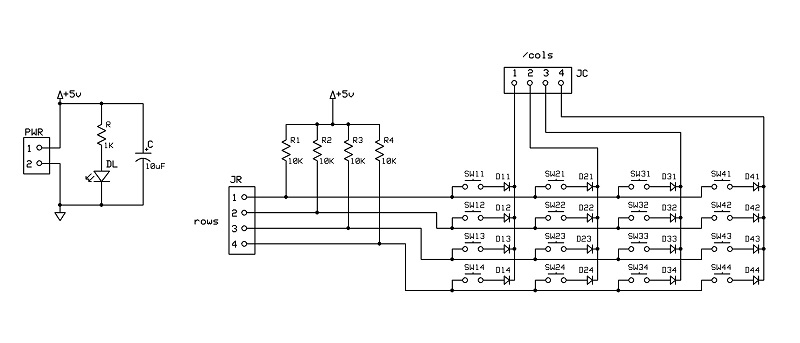 /cols
1 2 3 4 JC
+5v +5v
R
1K
C
+
10uF
PWR
1
2
DL
R1 R2 R3 R4
10K 10K 10K 10K
JR
rows
1
2
3
4
SW11 D11 SW21 D21 SW31 D31 SW41 D41
SW12 D12 SW22 D22 SW32 D32 SW42 D42
SW13 D13 SW23 D23 SW33 D33 SW43 D43
SW14 D14 SW24 D24 SW34 D34 SW44 D44